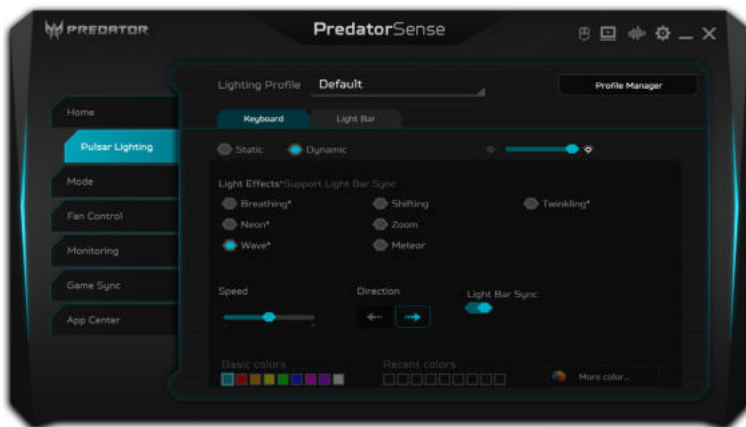 PREDATOR
PredatorSense
Lighting Profile Default Profile Manager
Home
Pulsar Lighting
Mode
Fan Control
Monitoring
Game Sync
App Center
Keyboard Light Bar
Static Dynamic
Light Effects*Support Light Bar Sync
Breathing* Shifting Twinkling*
Neon* Zoom
Wave* Meteor
Speed Direction Light Bar Sync
Basic colors Recent colors
More color...